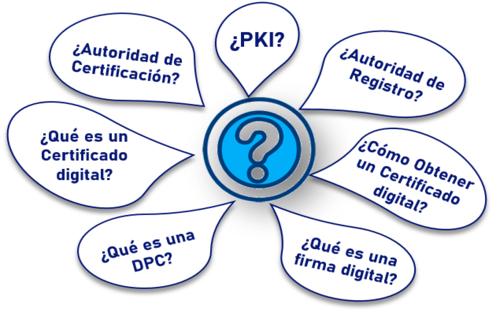 ¿PKI?
¿Autoridad de
Certificación?
¿Autoridad de
Registro?
¿Qué es un
Certificado
digital?
?
¿Cómo Obtener
un Certificado
digital?
¿Qué es una
DPC?
¿Qué es una
firma digital?